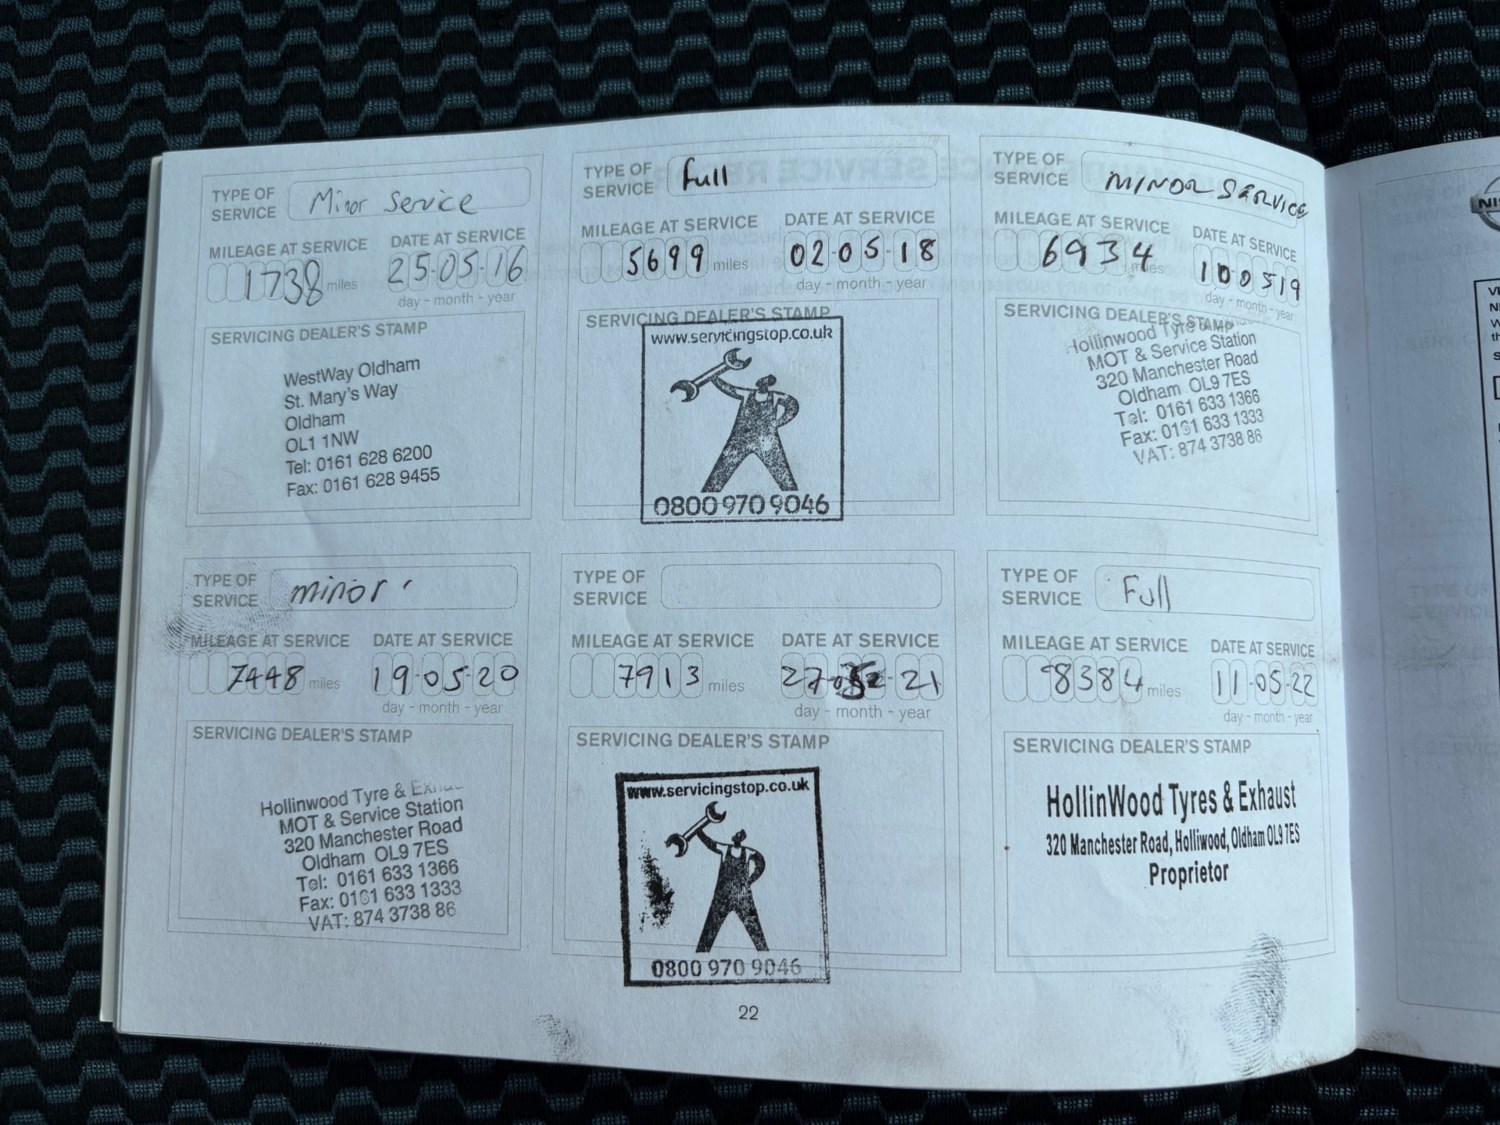 TYPE OF SERVICE Minor Service
MILEAGE AT SERVICE DATE AT SERVICE
1738 miles 25-05-16
day - month - year
SERVICING DEALER'S STAMP
WestWay Oldham
St. Mary's Way
Oldham
OL1 1NW
Tel: 0161 628 6200
Fax: 0161 628 9455
TYPE OF SERVICE full
MILEAGE AT SERVICE DATE AT SERVICE
5699 miles 02-05-18
day - month - year
SERVICING DEALER'S STAMP
www.servicingstop.co.uk
0800 970 9046
TYPE OF SERVICE MINOR SERVICE
MILEAGE AT SERVICE DATE AT SERVICE
6934 miles 100519
day - month - year
SERVICING DEALER'S STAMP
Hollinwood Tyre
MOT & Service Station
320 Manchester Road
Oldham OL9 7ES
Tel: 0161 633 1366
Fax: 0161 633 1333
VAT: 874 3738 86
TYPE OF SERVICE minor
MILEAGE AT SERVICE DATE AT SERVICE
7448 miles 19-05-20
day - month - year
SERVICING DEALER'S STAMP
Hollinwood Tyre &
MOT & Service Station
320 Manchester Road
Oldham OL9 7ES
Tel: 0161 633 1366
Fax: 0161 633 1333
VAT: 874 3738 86
TYPE OF SERVICE
MILEAGE AT SERVICE DATE AT SERVICE
7913 miles 27 21
day - month - year
SERVICING DEALER'S STAMP
www.servicingstop.co.uk
0800 970 9046
TYPE OF SERVICE Full
MILEAGE AT SERVICE DATE AT SERVICE
8384 miles 11-05-22
day - month - year
SERVICING DEALER'S STAMP
HollinWood Tyres & Exhaust
320 Manchester Road, Holliwood, Oldham OL9 7ES
Proprietor
22